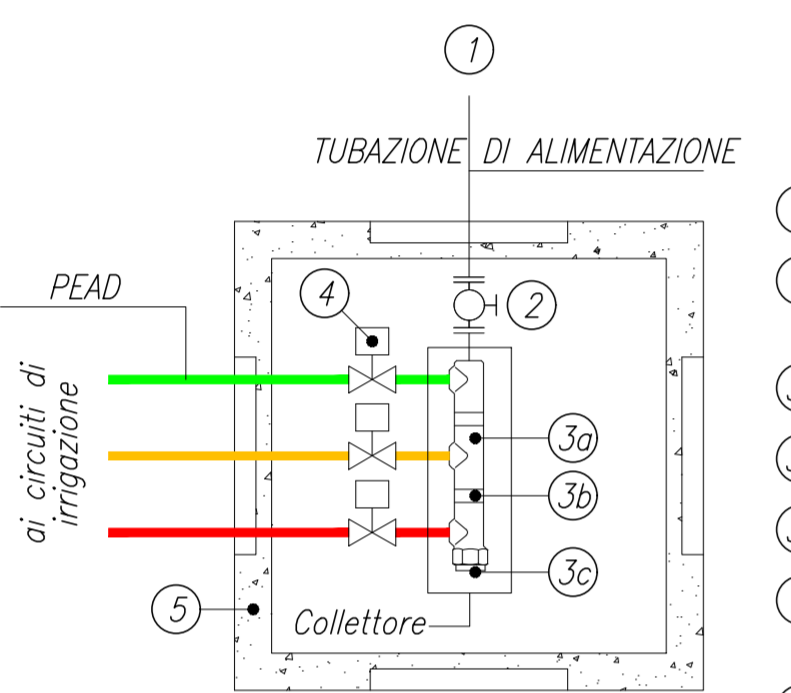 1
TUBAZIONE DI ALIMENTAZIONE
PEAD
4
2
ai circuiti di
irrigazione
3a
3b
3c
5
Collettore